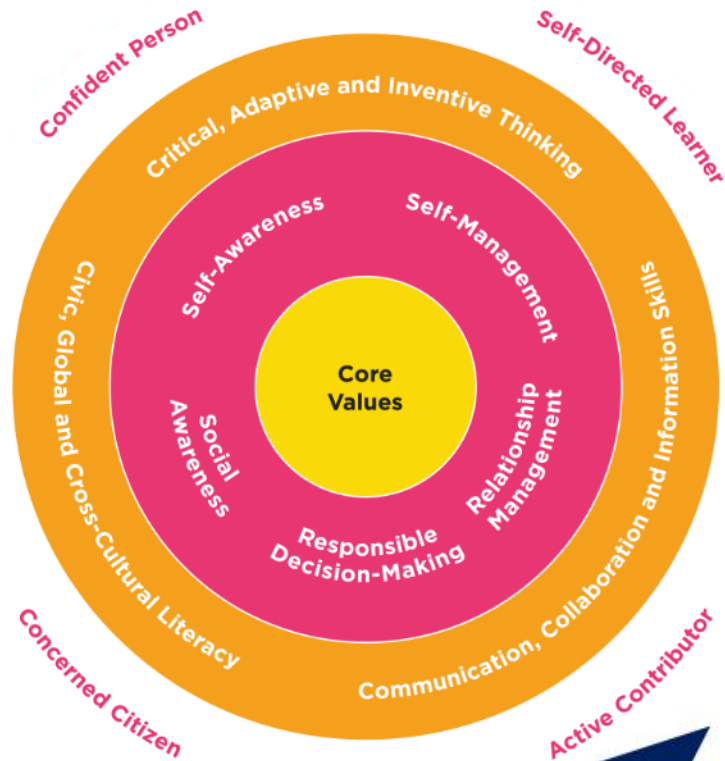 Confident Person
Self-Directed Learner
Critical, Adaptive and Inventive Thinking
Self-Awareness
Self-Management
Civic, Global and Cross-Cultural Literacy
Communication, Collaboration and Information Skills
Core
Values
Social
Awareness
Relationship
Management
Responsible
Decision-Making
Concerned Citizen
Active Contributor